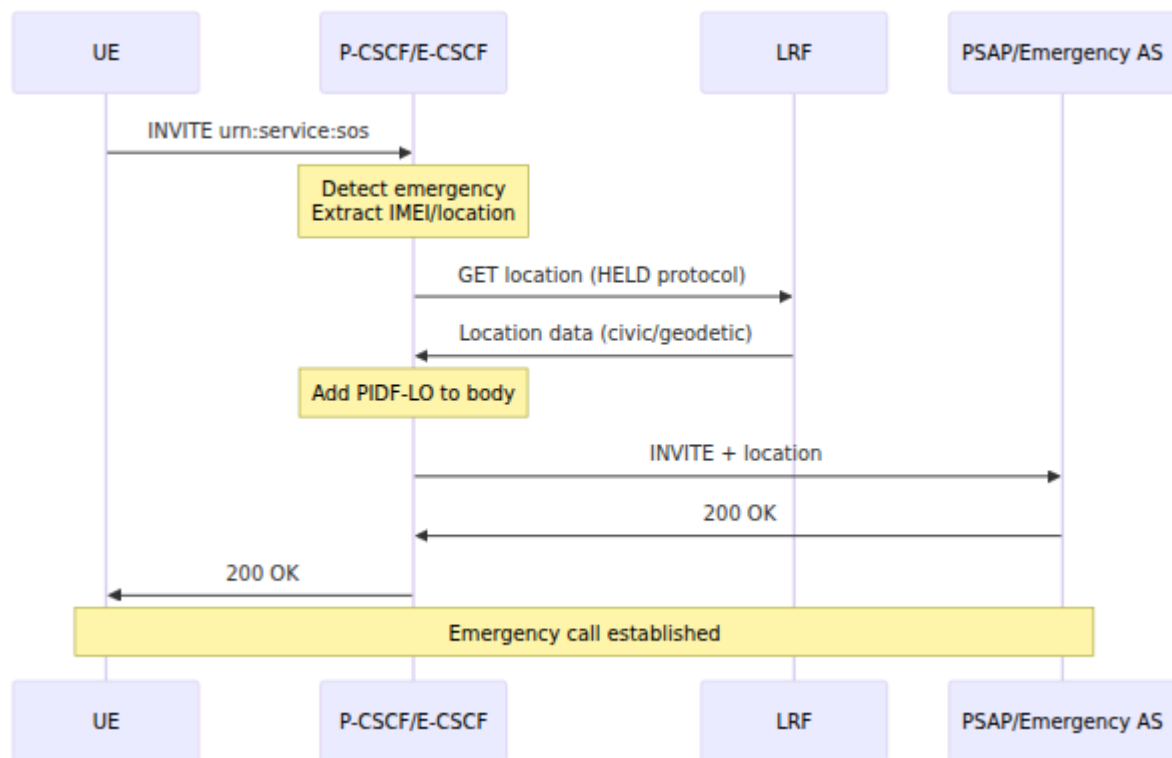 UE
P-CSCF/E-CSCF
LRF
PSAP/Emergency AS
INVITE urn:service:sos
Detect emergency
Extract IMEI/location
GET location (HELD protocol)
Location data (civic/geodetic)
Add PIDF-LO to body
INVITE + location
200 OK
200 OK
Emergency call established
UE
P-CSCF/E-CSCF
LRF
PSAP/Emergency AS